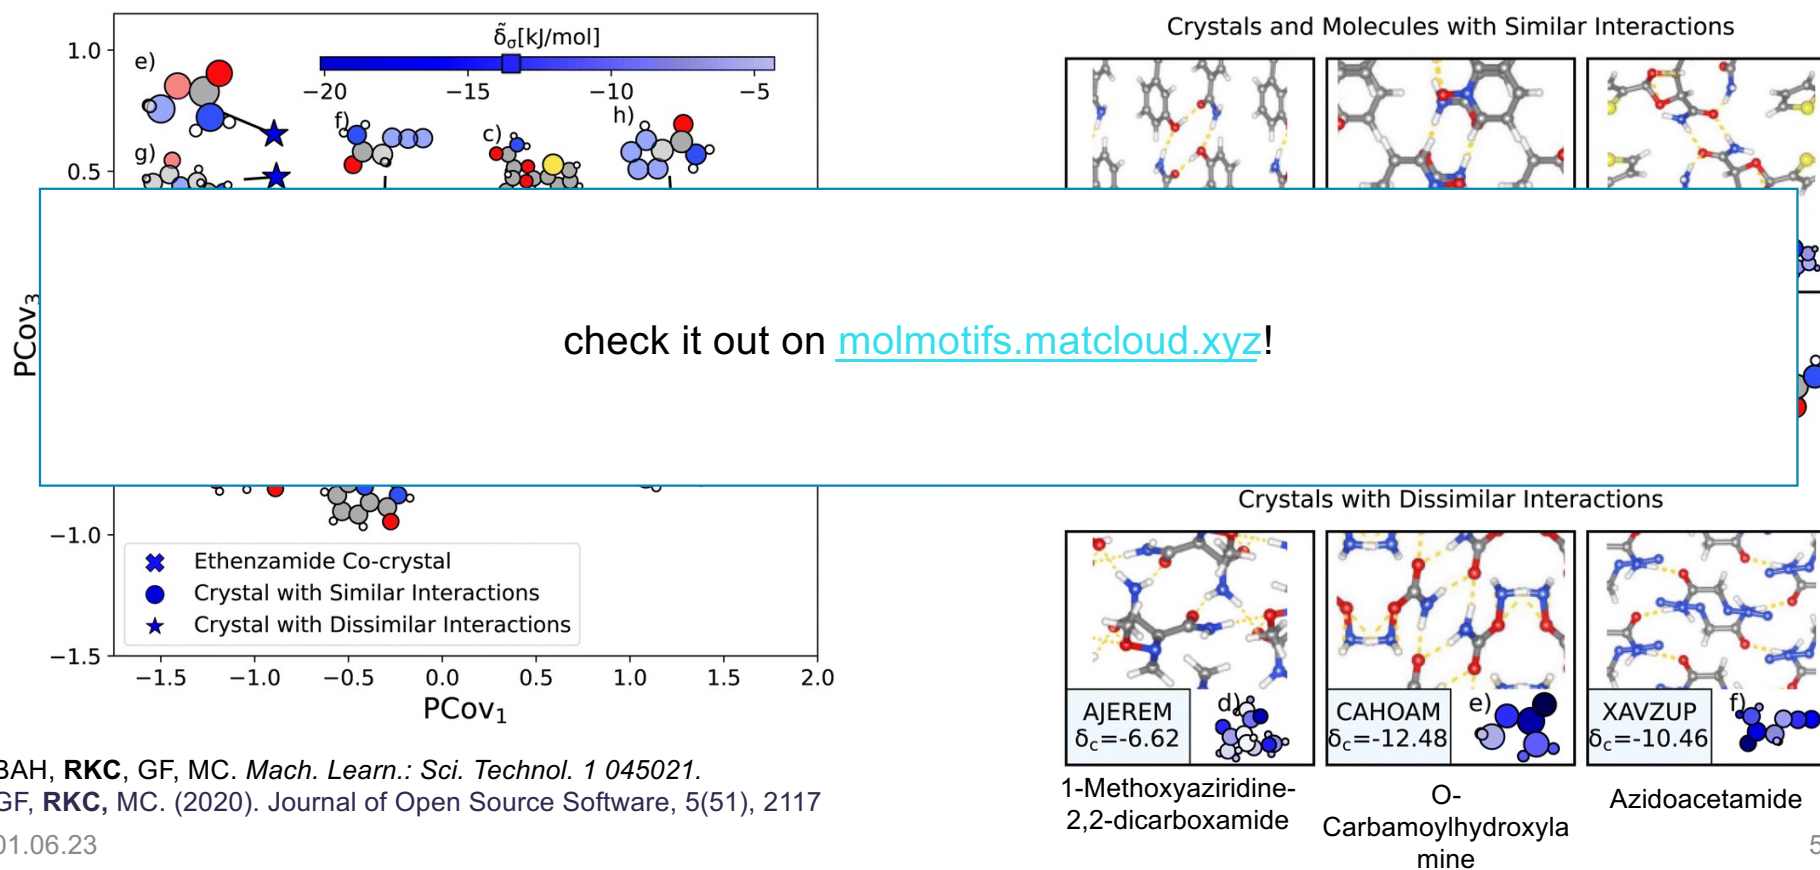 1.0
0.5
−1.0
−1.5
PCov₃
e)
g)
f)
c)
h)
δ̃σ[kJ/mol]
−20 −15 −10 −5
Ethenzamide Co-crystal
Crystal with Similar Interactions
Crystal with Dissimilar Interactions
−1.5 −1.0 −0.5 0.0 0.5 1.0 1.5 2.0
PCov₁
Crystals and Molecules with Similar Interactions
check it out on molmotifs.matcloud.xyz!
Crystals with Dissimilar Interactions
AJEREM
δc=-6.62
d)
CAHOAM
δc=-12.48
e)
XAVZUP
δc=-10.46
f)
1-Methoxyaziridine-
2,2-dicarboxamide
O-
Carbamoylhydroxyla
mine
Azidoacetamide
BAH, RKC, GF, MC. Mach. Learn.: Sci. Technol. 1 045021.
GF, RKC, MC. (2020). Journal of Open Source Software, 5(51), 2117
01.06.23
5